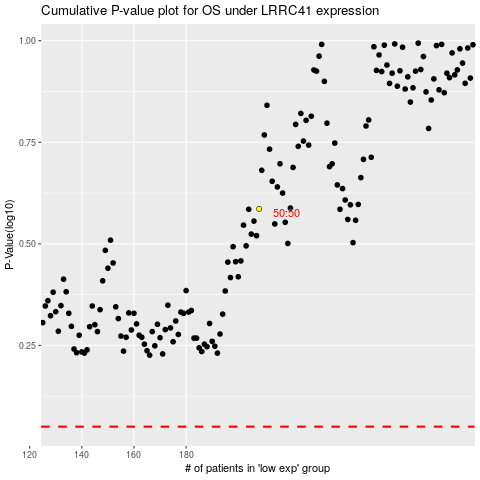 Cumulative P-value plot for OS under LRRC41 expression
P-Value(log10)
1.00
0.75
0.50
0.25
50:50
120 140 160 180
# of patients in 'low exp' group